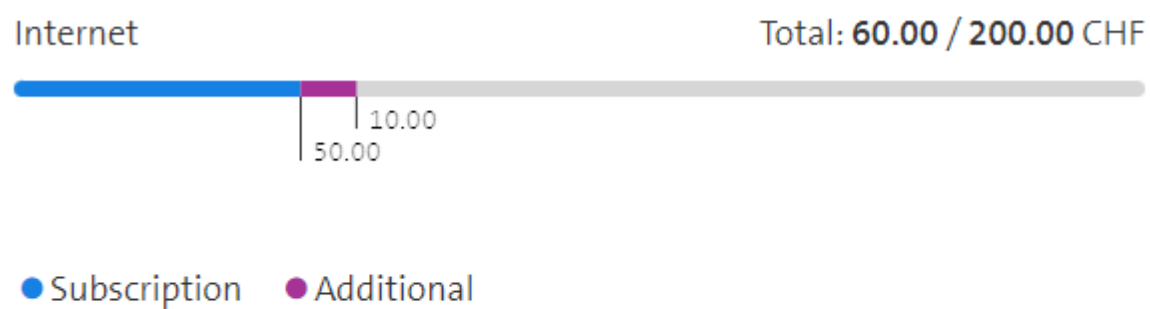 Internet
Total: 60.00 / 200.00 CHF
10.00
50.00
Subscription
Additional